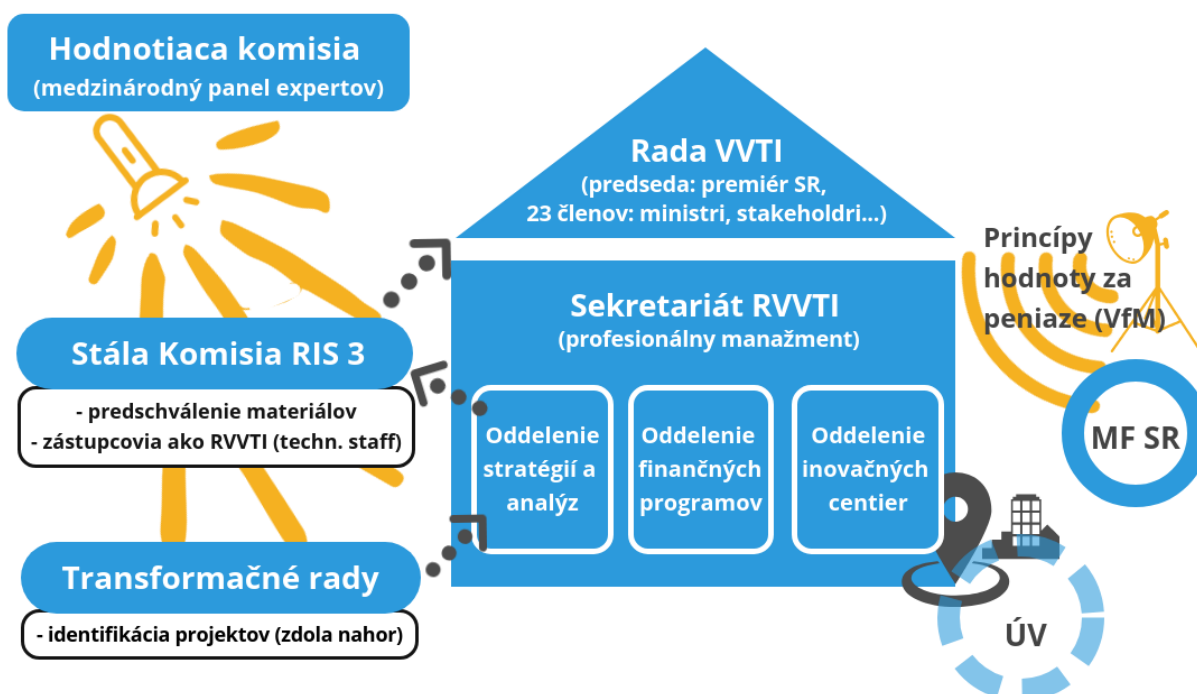 Hodnotiaca komisia
(medzinárodný panel expertov)
Rada VVTI
(predseda: premiér SR,
23 členov: ministri, stakeholdri...)
Princípy
hodnoty za
peniaze (VfM)
MF SR
Stála Komisia RIS 3
- predschválenie materiálov
- zástupcovia ako RVVTI (techn. staff)
Sekretariát RVVTI
(profesionálny manažment)
Oddelenie
stratégií a
analýz
Oddelenie
finančných
programov
Oddelenie
inovačných
centier
Transformačné rady
- identifikácia projektov (zdola nahor)
ÚV